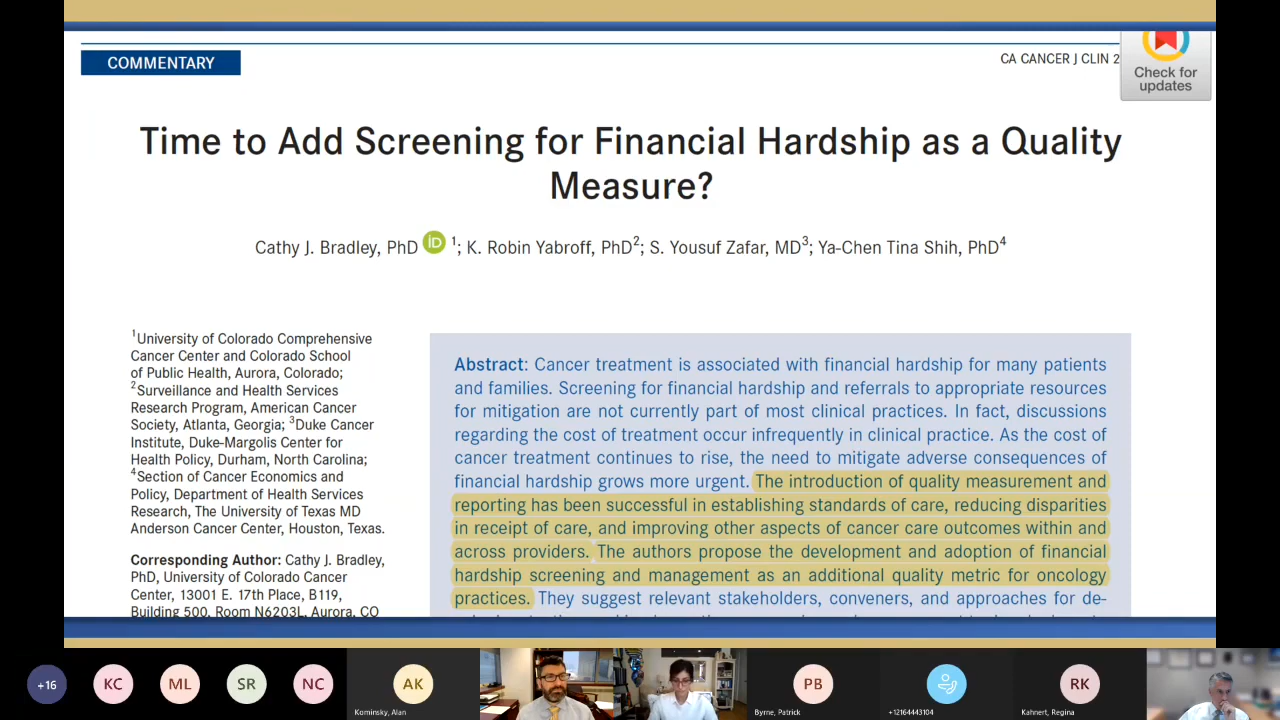 COMMENTARY
CA CANCER J CLIN 2
Check for
updates
Time to Add Screening for Financial Hardship as a Quality
Measure?
Cathy J. Bradley, PhD iD 1; K. Robin Yabroff, PhD2; S. Yousuf Zafar, MD3; Ya-Chen Tina Shih, PhD4
1University of Colorado Comprehensive
Cancer Center and Colorado School
of Public Health, Aurora, Colorado;
2Surveillance and Health Services
Research Program, American Cancer
Society, Atlanta, Georgia; 3Duke Cancer
Institute, Duke-Margolis Center for
Health Policy, Durham, North Carolina;
4Section of Cancer Economics and
Policy, Department of Health Services
Research, The University of Texas MD
Anderson Cancer Center, Houston, Texas.
Corresponding Author: Cathy J. Bradley,
PhD, University of Colorado Cancer
Center, 13001 E. 17th Place, B119,
Building 500, Room N6203L, Aurora, CO
Abstract: Cancer treatment is associated with financial hardship for many patients
and families. Screening for financial hardship and referrals to appropriate resources
for mitigation are not currently part of most clinical practices. In fact, discussions
regarding the cost of treatment occur infrequently in clinical practice. As the cost of
cancer treatment continues to rise, the need to mitigate adverse consequences of
financial hardship grows more urgent. The introduction of quality measurement and
reporting has been successful in establishing standards of care, reducing disparities
in receipt of care, and improving other aspects of cancer care outcomes within and
across providers. The authors propose the development and adoption of financial
hardship screening and management as an additional quality metric for oncology
practices. They suggest relevant stakeholders, conveners, and approaches for de-
+16
KC
ML
SR
NC
AK
Kominsky, Alan
PB
Byrne, Patrick
+12164443104
RK
Kahnert, Regina